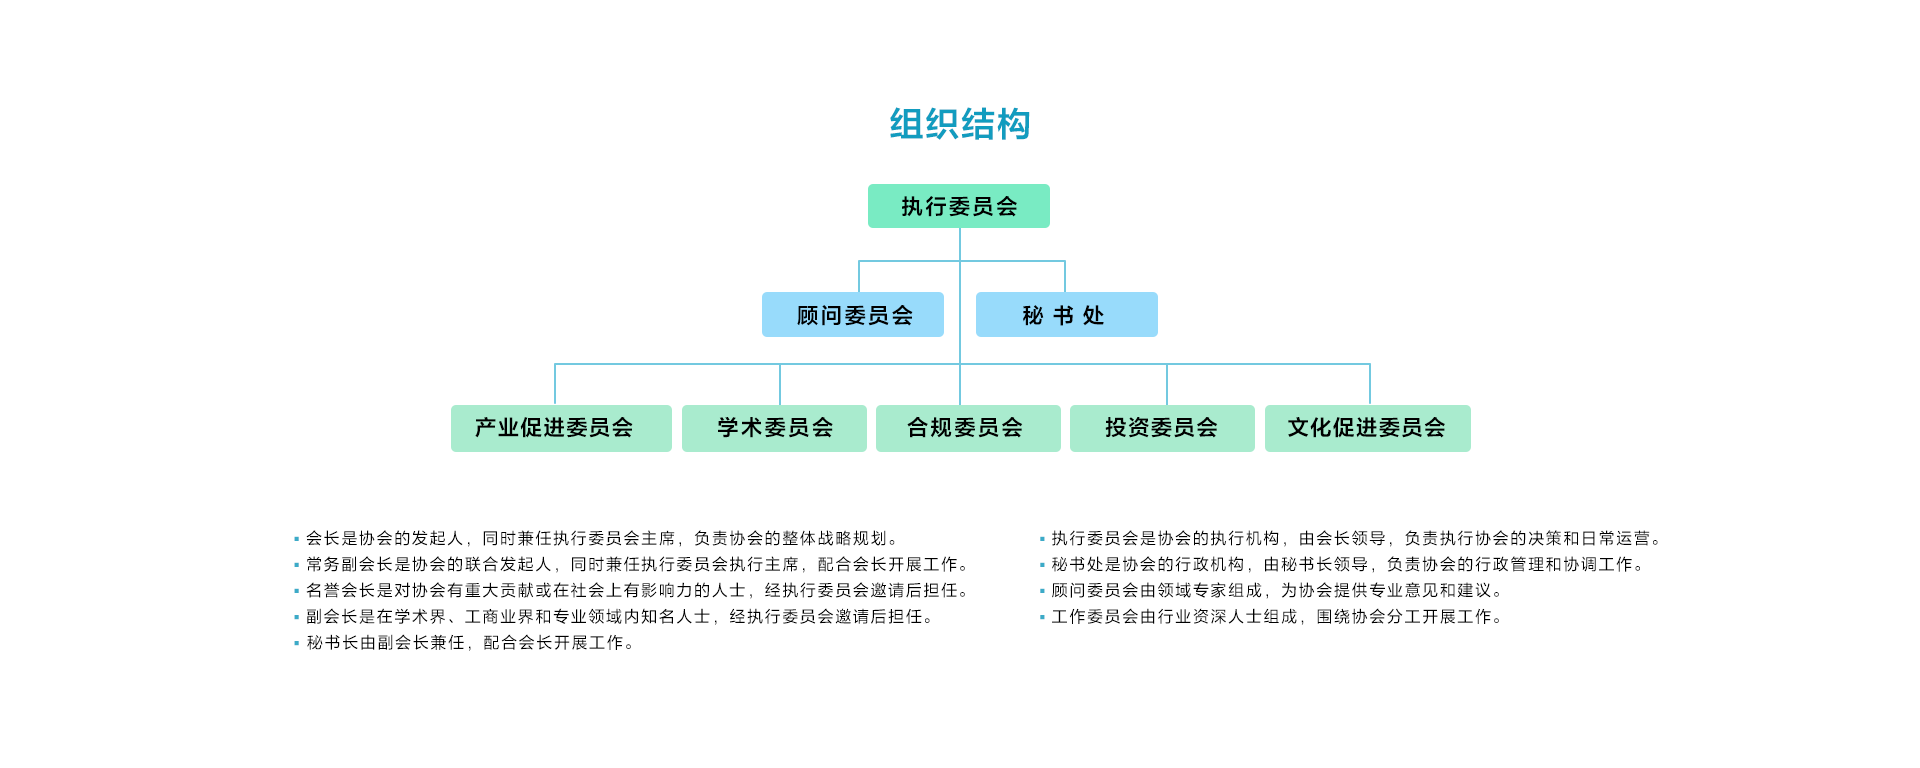 组织结构
执行委员会
顾问委员会
秘 书 处
产业促进委员会
学术委员会
合规委员会
投资委员会
文化促进委员会
▪ 会长是协会的发起人，同时兼任执行委员会主席，负责协会的整体战略规划。
▪ 常务副会长是协会的联合发起人，同时兼任执行委员会执行主席，配合会长开展工作。
▪ 名誉会长是对协会有重大贡献或在社会上有影响力的人士，经执行委员会邀请后担任。
▪ 副会长是在学术界、工商业界和专业领域内知名人士，经执行委员会邀请后担任。
▪ 秘书长由副会长兼任，配合会长开展工作。
▪ 执行委员会是协会的执行机构，由会长领导，负责执行协会的决策和日常运营。
▪ 秘书处是协会的行政机构，由秘书长领导，负责协会的行政管理和协调工作。
▪ 顾问委员会由领域专家组成，为协会提供专业意见和建议。
▪ 工作委员会由行业资深人士组成，围绕协会分工开展工作。